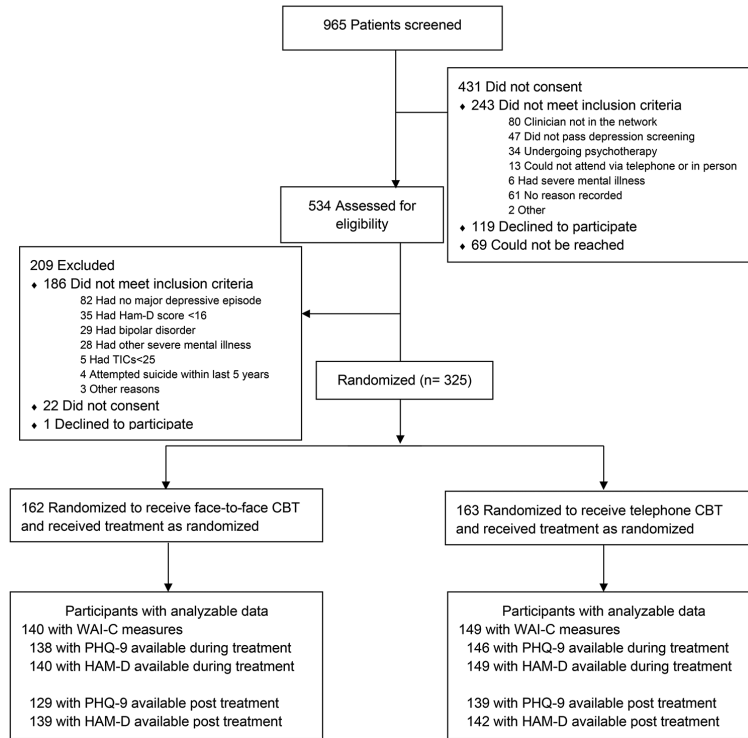 965 Patients screened
431 Did not consent
♦ 243 Did not meet inclusion criteria
80 Clinician not in the network
47 Did not pass depression screening
34 Undergoing psychotherapy
13 Could not attend via telephone or in person
6 Had severe mental illness
61 No reason recorded
2 Other
♦ 119 Declined to participate
♦ 69 Could not be reached
534 Assessed for
eligibility
209 Excluded
♦ 186 Did not meet inclusion criteria
82 Had no major depressive episode
35 Had Ham-D score <16
29 Had bipolar disorder
28 Had other severe mental illness
5 Had TICs<25
4 Attempted suicide within last 5 years
3 Other reasons
♦ 22 Did not consent
♦ 1 Declined to participate
Randomized (n= 325)
162 Randomized to receive face-to-face CBT
and received treatment as randomized
163 Randomized to receive telephone CBT
and received treatment as randomized
Participants with analyzable data
140 with WAI-C measures
138 with PHQ-9 available during treatment
140 with HAM-D available during treatment
129 with PHQ-9 available post treatment
139 with HAM-D available post treatment
Participants with analyzable data
149 with WAI-C measures
146 with PHQ-9 available during treatment
149 with HAM-D available during treatment
139 with PHQ-9 available post treatment
142 with HAM-D available post treatment